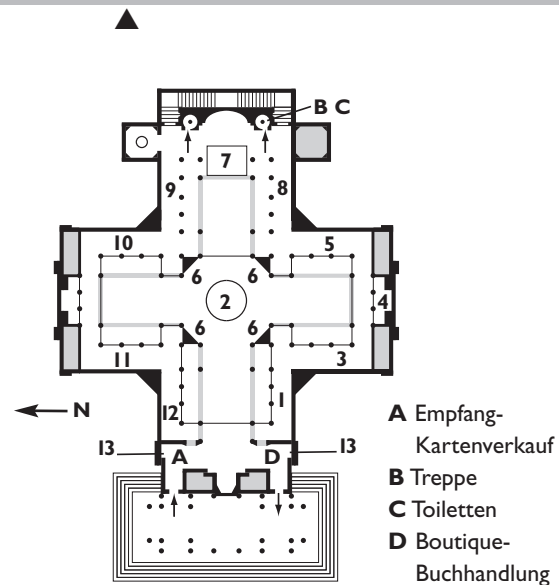 B C
7
9
8
10
5
6
6
2
4
6
6
11
3
12
1
N
13
A
D
13
A Empfang-
Kartenverkauf
B Treppe
C Toiletten
D Boutique-
Buchhandlung